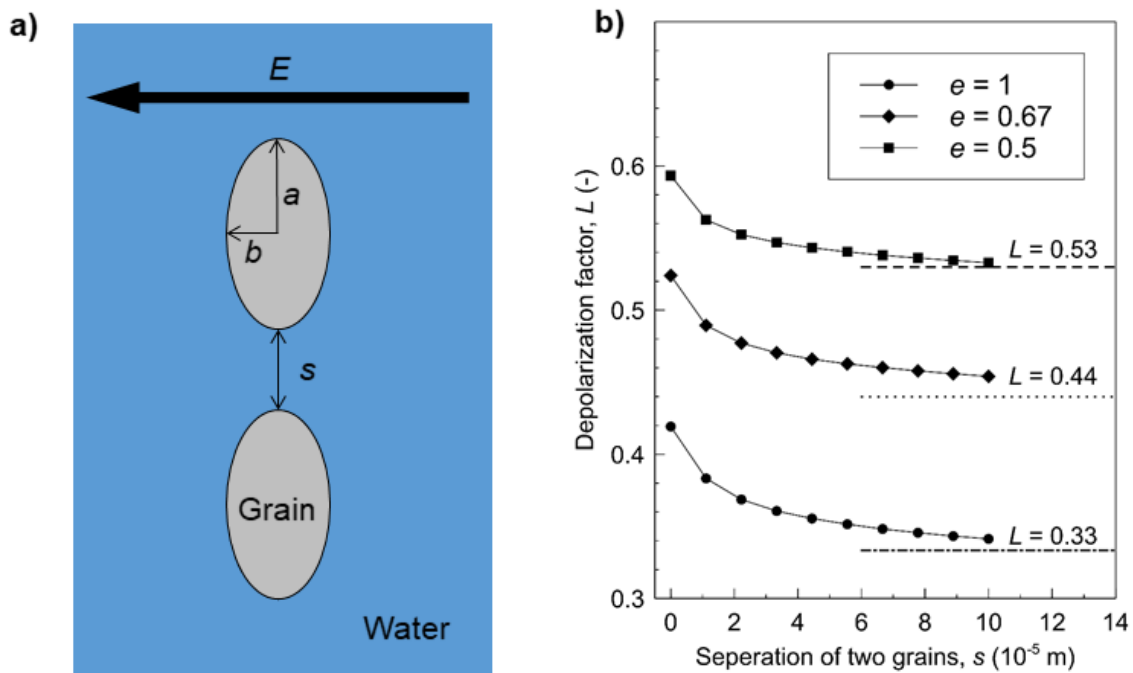 a)
E
a
b
s
Grain
Water
b)
e = 1
e = 0.67
e = 0.5
Depolarization factor, L (-)
0.6
0.5
0.4
0.3
L = 0.53
L = 0.44
L = 0.33
0 2 4 6 8 10 12 14
Seperation of two grains, s (10⁻⁵ m)